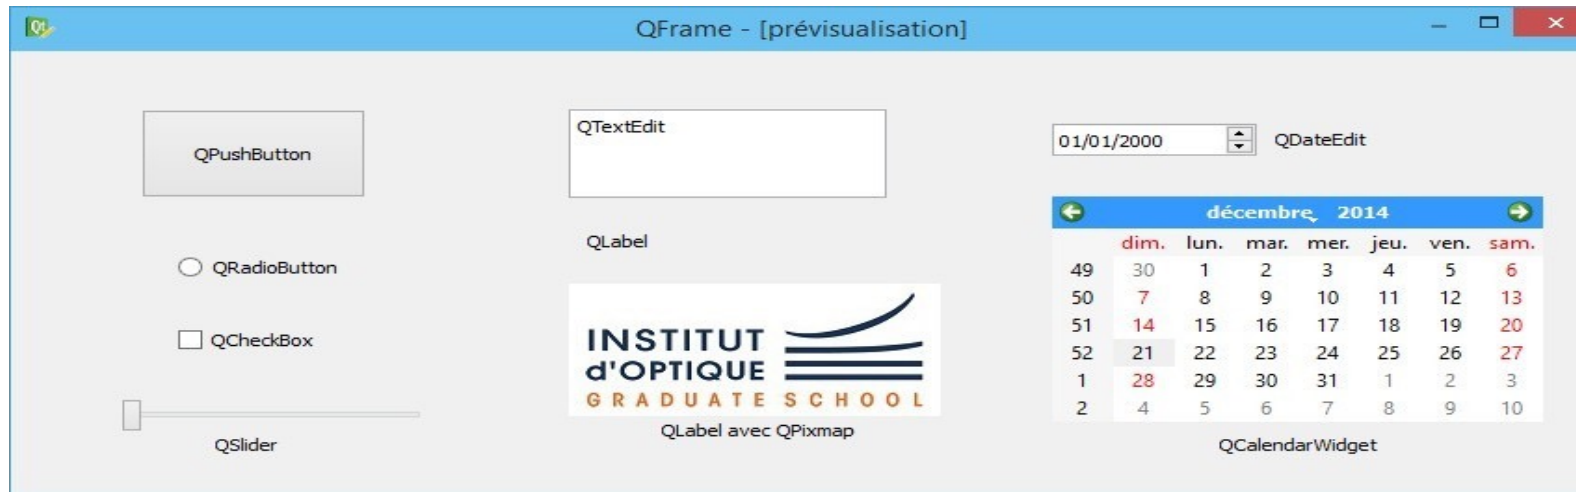 Qt
QFrame - [prévisualisation]
QPushButton
QRadioButton
QCheckBox
QSlider
QTextEdit
QLabel
INSTITUT
d'OPTIQUE
GRADUATE SCHOOL
QLabel avec QPixmap
01/01/2000 QDateEdit
décembre, 2014
dim. lun. mar. mer. jeu. ven. sam.
49 30 1 2 3 4 5 6
50 7 8 9 10 11 12 13
51 14 15 16 17 18 19 20
52 21 22 23 24 25 26 27
1 28 29 30 31 1 2 3
2 4 5 6 7 8 9 10
QCalendarWidget